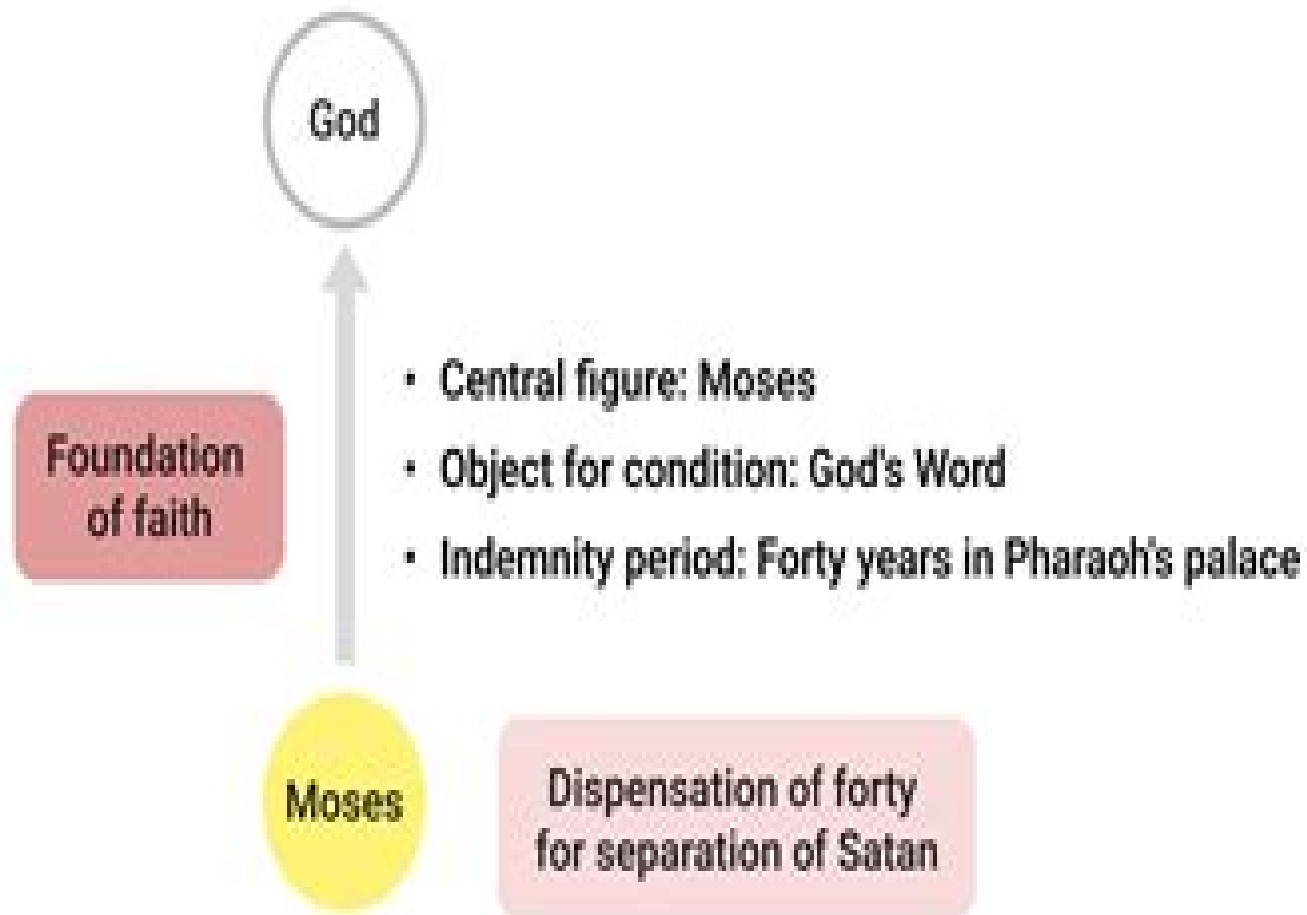 God
• Central figure: Moses
• Object for condition: God's Word
• Indemnity period: Forty years in Pharaoh's palace
Foundation
of faith
Moses
Dispensation of forty
for separation of Satan